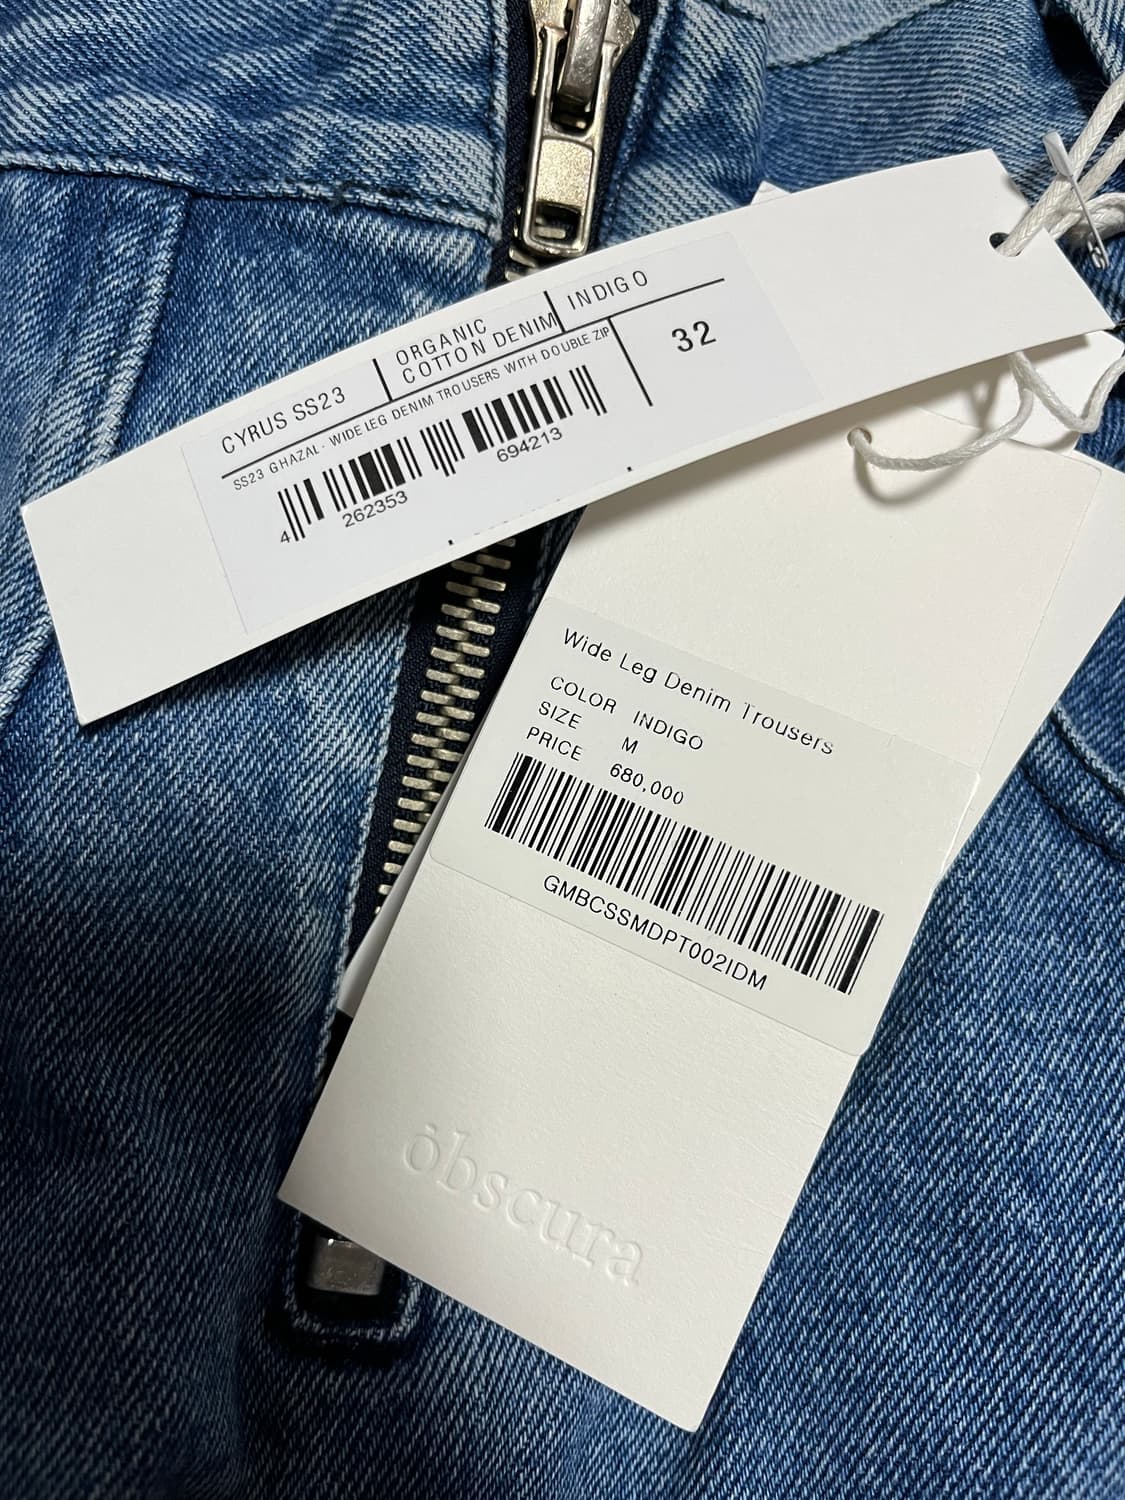 CYRUS SS23
ORGANIC
COTTON DENIM
INDIGO
SS23 GHAZAL - WIDE LEG DENIM TROUSERS WITH DOUBLE ZIP
32
4 262353 694213
Wide Leg Denim Trousers
COLOR INDIGO
SIZE M
PRICE 680,000
GMBCSSMDPT002IDM
ōbscura